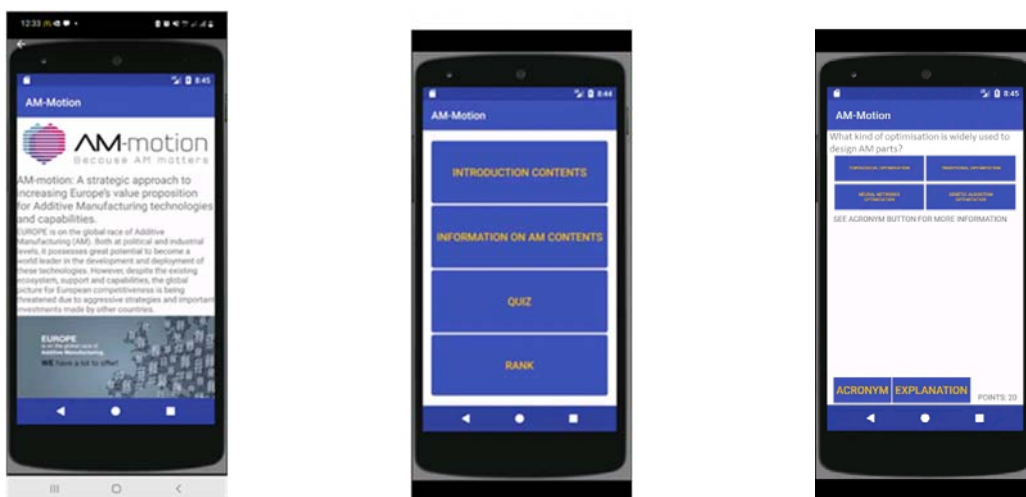 12:33
8:45
AM-Motion
AM-motion
Because AM matters
AM-motion: A strategic approach to
increasing Europe's value proposition
for Additive Manufacturing technologies
and capabilities.
EUROPE is on the global race of Additive
Manufacturing (AM). Both at political and industrial
levels, it possesses great potential to become a
world leader in the development and deployment of
these technologies. However, despite the existing
ecosystem, support and capabilities, the global
picture for European competitiveness is being
threatened due to aggressive strategies and important
investments made by other countries.
EUROPE
is on the global race of
Additive Manufacturing.
WE have a lot to offer!
8:44
AM-Motion
INTRODUCTION CONTENTS
INFORMATION ON AM CONTENTS
QUIZ
RANK
8:45
AM-Motion
What kind of optimisation is widely used to
design AM parts?
TOPOLOGICAL OPTIMISATION
TRADITIONAL OPTIMISATION
NEURAL NETWORKS
OPTIMISATION
GENETIC ALGORITHM
OPTIMISATION
SEE ACRONYM BUTTON FOR MORE INFORMATION
ACRONYM
EXPLANATION
POINTS: 20